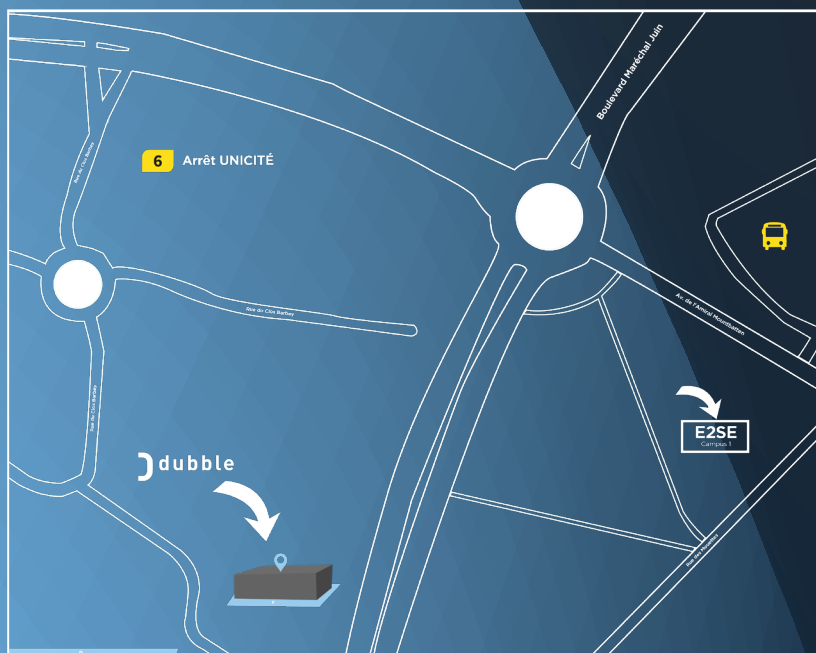 Boulevard Maréchal Juin
Rue du Clos Barbey
6 Arrêt UNICITÉ
Rue du Clos Barbey
Av. de l'Amiral Mountbatten
Rue du Clos Barbey
E2SE
Campus 1
dubble